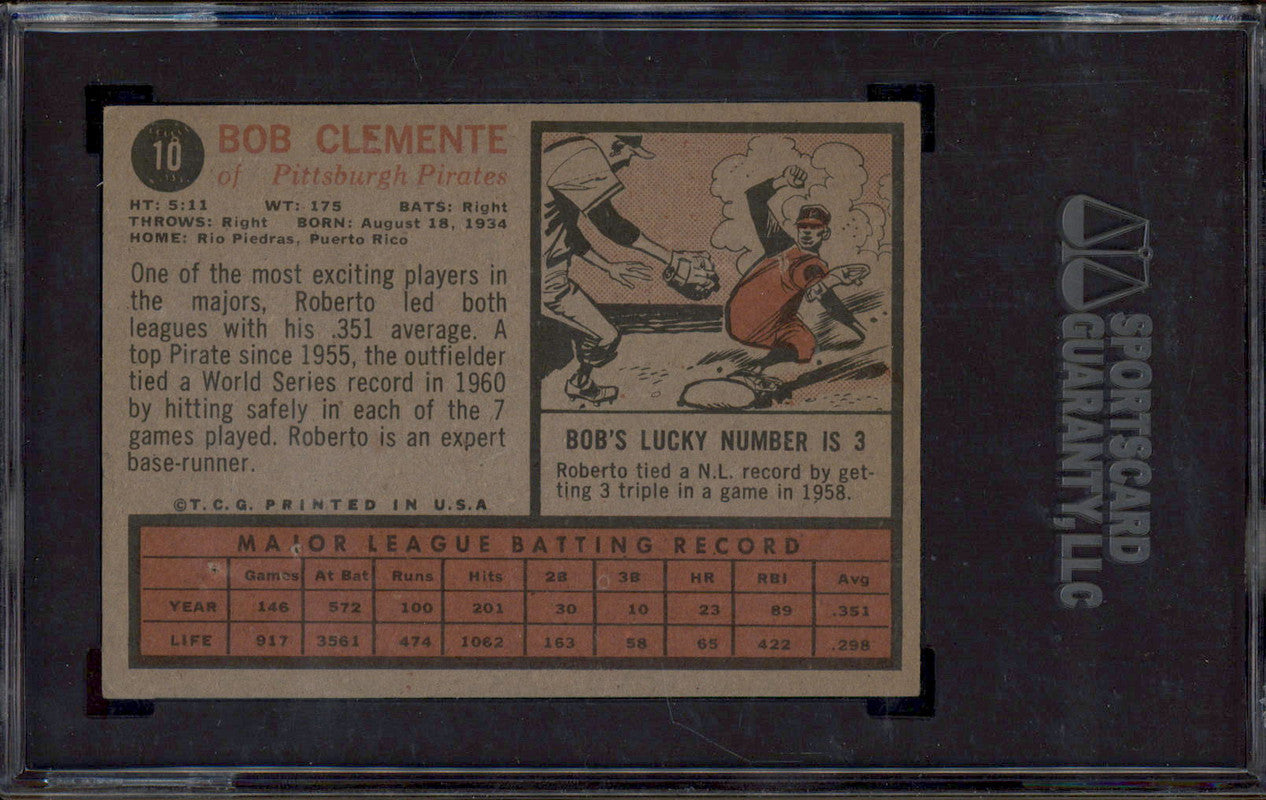 10
BOB CLEMENTE
of Pittsburgh Pirates
HT: 5:11 WT: 175 BATS: Right
THROWS: Right BORN: August 18, 1934
HOME: Rio Piedras, Puerto Rico
One of the most exciting players in
the majors, Roberto led both
leagues with his .351 average. A
top Pirate since 1955, the outfielder
tied a World Series record in 1960
by hitting safely in each of the 7
games played. Roberto is an expert
base-runner.
©T.C.G. PRINTED IN U.S.A
BOB'S LUCKY NUMBER IS 3
Roberto tied a N.L. record by get-
ting 3 triple in a game in 1958.
MAJOR LEAGUE BATTING RECORD
Games At Bat Runs Hits 2B 3B HR RBI Avg
YEAR 146 572 100 201 30 10 23 89 .351
LIFE 917 3561 474 1062 163 58 65 422 .298
SPORTSCARD
GUARANTY, LLC